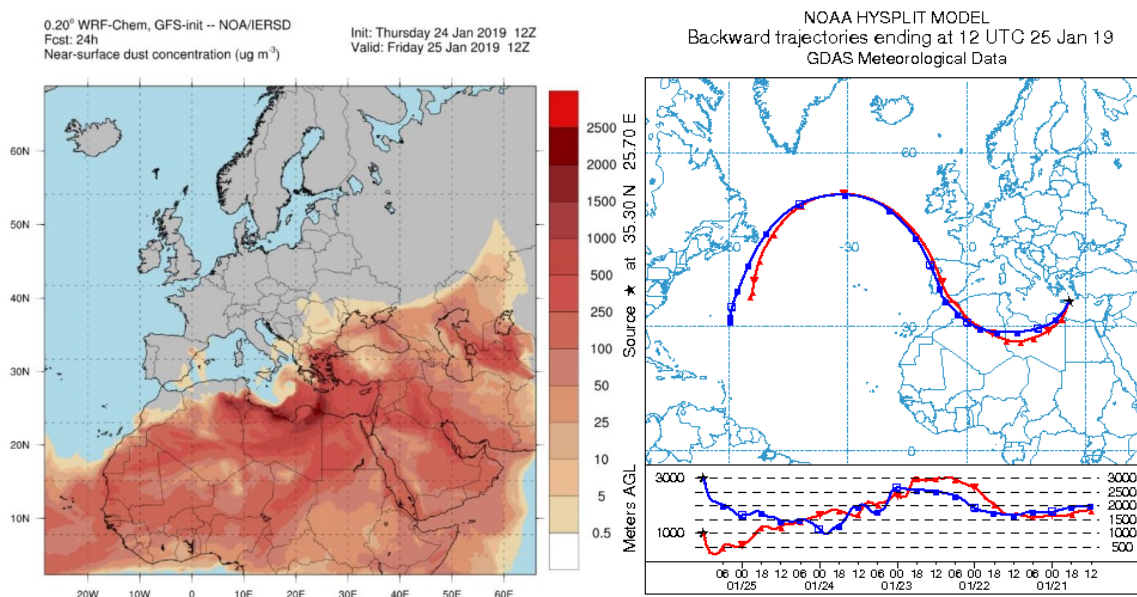 0.20° WRF-Chem, GFS-init -- NOA/IERSD
Fcst: 24h
Near-surface dust concentration (ug m-3)
Init: Thursday 24 Jan 2019 12Z
Valid: Friday 25 Jan 2019 12Z
60N
50N
40N
30N
20N
10N
20W 10W 0 10E 20E 30E 40E 50E 60E
2500
2000
1500
1000
500
250
100
50
25
10
5
0.5
NOAA HYSPLIT MODEL
Backward trajectories ending at 12 UTC 25 Jan 19
GDAS Meteorological Data
Source ★ at 35.30 N 25.70 E
60
30
0
-30
Meters AGL
3000
1000
3000
2500
2000
1500
1000
500
06 00 18 12 06 00 18 12 06 00 18 12 06 00 18 12 06 00 18 12
01/25 01/24 01/23 01/22 01/21